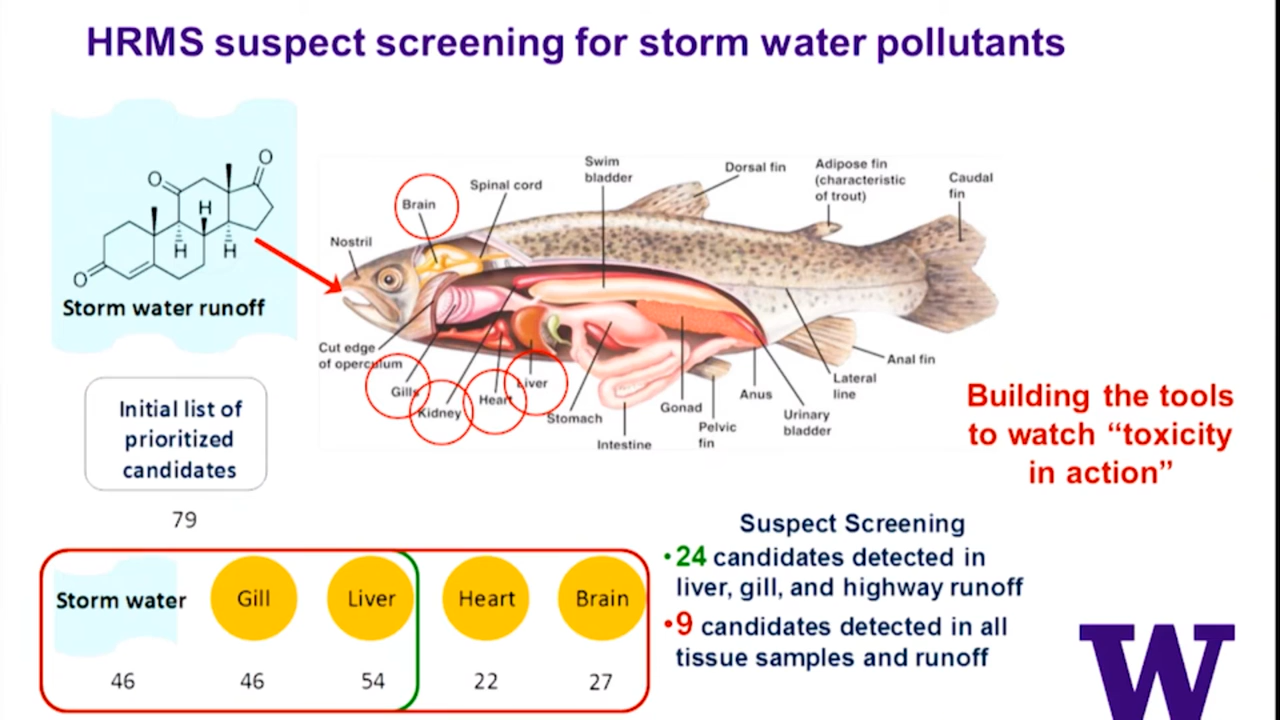 HRMS suspect screening for storm water pollutants
O
O
H
H
H
O
Storm water runoff
Nostril
Brain
Spinal cord
Swim
bladder
Dorsal fin
Adipose fin
(characteristic
of trout)
Caudal
fin
Cut edge
of operculum
Gills
Kidney
Heart
Liver
Stomach
Intestine
Gonad
Pelvic
fin
Anus
Urinary
bladder
Lateral
line
Anal fin
Initial list of
prioritized
candidates
79
Building the tools
to watch “toxicity
in action”
Storm water
Gill
Liver
Heart
Brain
46
46
54
22
27
Suspect Screening
•24 candidates detected in
liver, gill, and highway runoff
•9 candidates detected in all
tissue samples and runoff
W